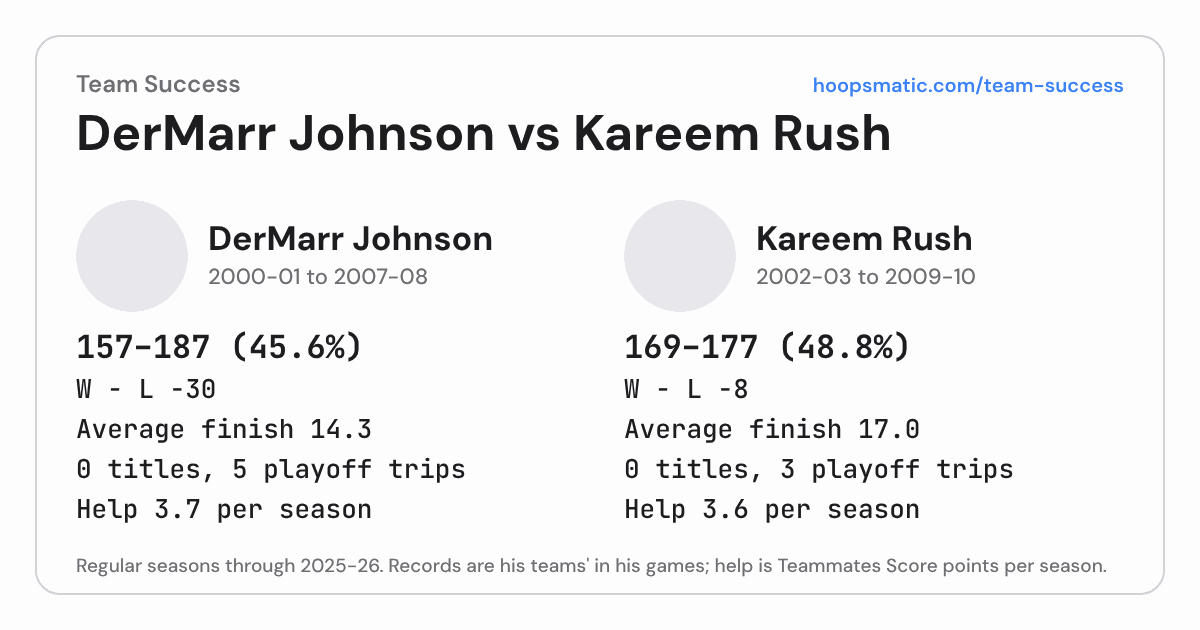 Team Success
hoopsmatic.com/team-success
DerMarr Johnson vs Kareem Rush
DerMarr Johnson
2000-01 to 2007-08
157-187 (45.6%)
W - L -30
Average finish 14.3
0 titles, 5 playoff trips
Help 3.7 per season
Kareem Rush
2002-03 to 2009-10
169-177 (48.8%)
W - L -8
Average finish 17.0
0 titles, 3 playoff trips
Help 3.6 per season
Regular seasons through 2025-26. Records are his teams' in his games; help is Teammates Score points per season.